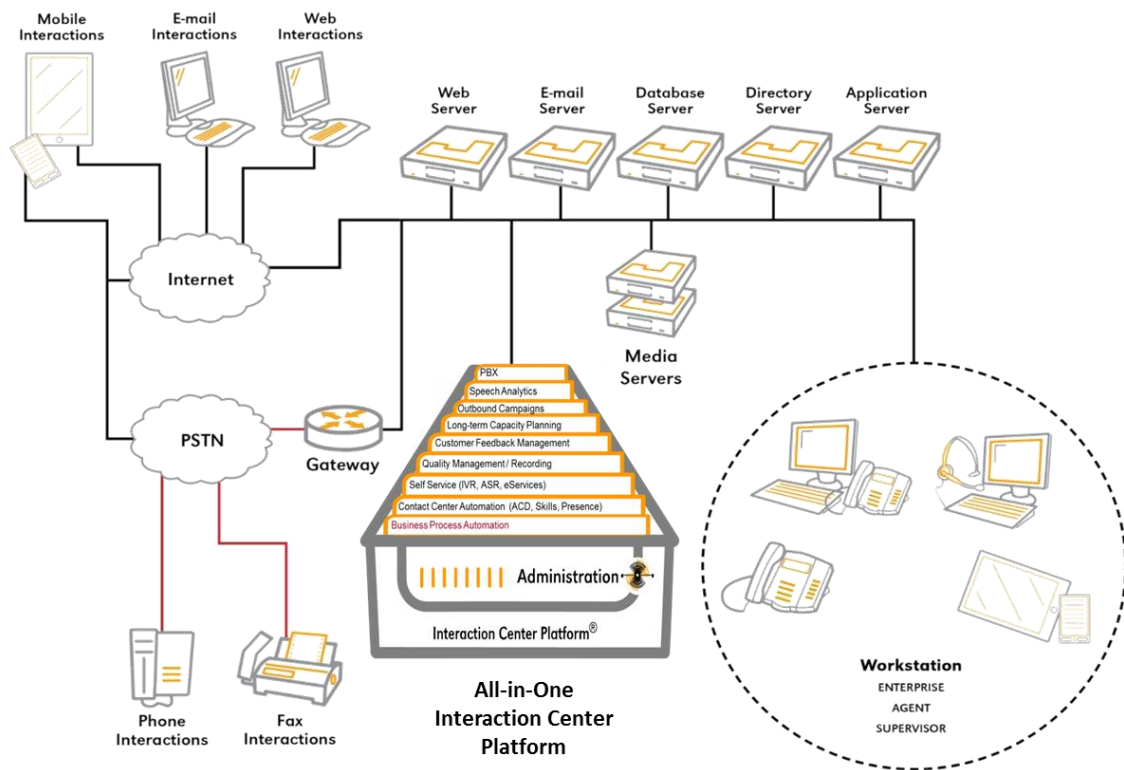 Mobile
Interactions
E-mail
Interactions
Web
Interactions
Web
Server
E-mail
Server
Database
Server
Directory
Server
Application
Server
Internet
Media
Servers
PSTN
Gateway
PBX
Speech Analytics
Outbound Campaigns
Long-term Capacity Planning
Customer Feedback Management
Quality Management / Recording
Self Service (IVR, ASR, eServices)
Contact Center Automation (ACD, Skills, Presence)
Business Process Automation
Administration
Interaction Center Platform®
All-in-One
Interaction Center
Platform
Phone
Interactions
Fax
Interactions
Workstation
ENTERPRISE
AGENT
SUPERVISOR